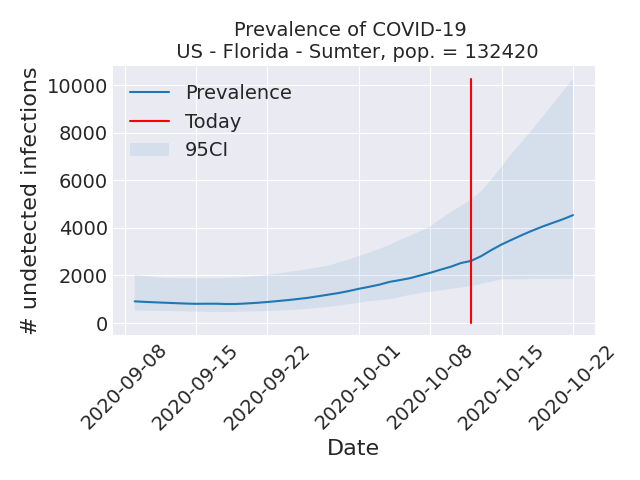 Prevalence of COVID-19
US - Florida - Sumter, pop. = 132420
# undetected infections
10000
8000
6000
4000
2000
0
Prevalence
Today
95CI
2020-09-08
2020-09-15
2020-09-22
2020-10-01
2020-10-08
2020-10-15
2020-10-22
Date